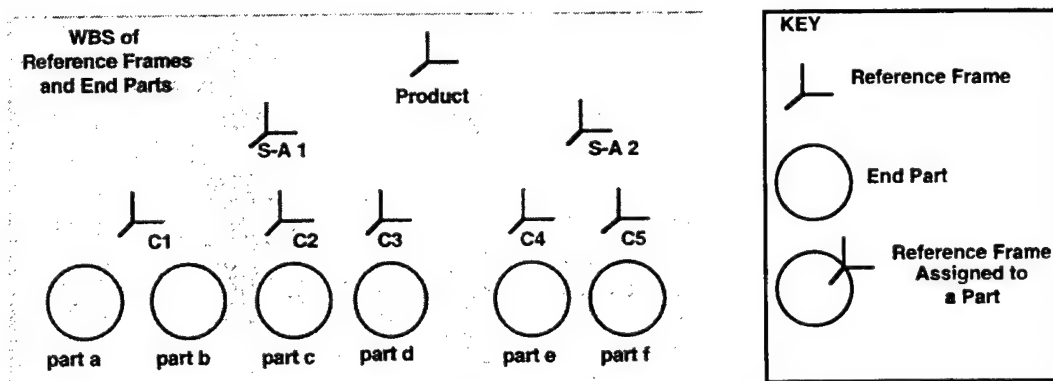 WBS of
Reference Frames
and End Parts
Product
S-A 1
S-A 2
C1
C2
C3
C4
C5
part a
part b
part c
part d
part e
part f
KEY
Reference Frame
End Part
Reference Frame
Assigned to
a Part